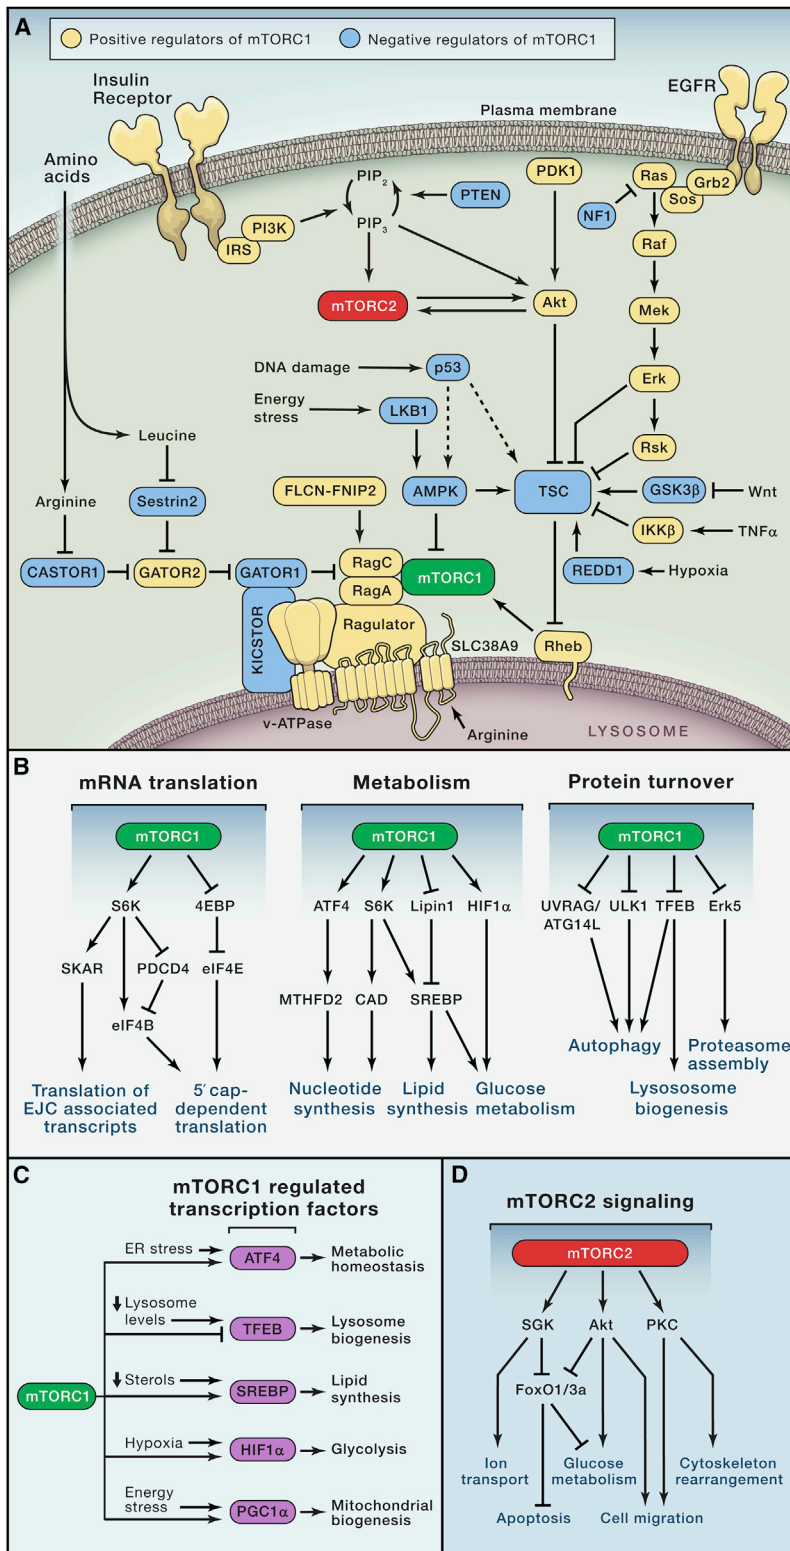 A
Positive regulators of mTORC1
Negative regulators of mTORC1
Insulin
Receptor
EGFR
Plasma membrane
Amino
acids
PIP2
PTEN
PDK1
Ras
Grb2
Sos
NF1
PI3K
IRS
PIP3
Raf
mTORC2
Akt
Mek
DNA damage
p53
Energy
stress
LKB1
Erk
Leucine
Rsk
FLCN-FNIP2
AMPK
TSC
GSK3β
Wnt
Arginine
Sestrin2
IKKβ
TNFα
CASTOR1
GATOR2
GATOR1
RagC
mTORC1
REDD1
Hypoxia
RagA
KICSTOR
Ragulator
SLC38A9
Rheb
v-ATPase
Arginine
LYSOSOME
B
mRNA translation
Metabolism
Protein turnover
mTORC1
mTORC1
mTORC1
S6K
4EBP
ATF4
S6K
Lipin1
HIF1α
UVRAG/
ATG14L
ULK1
TFEB
Erk5
SKAR
PDCD4
eIF4E
eIF4B
MTHFD2
CAD
SREBP
Autophagy
Proteasome
assembly
Translation of
EJC associated
transcripts
5′ cap-
dependent
translation
Nucleotide
synthesis
Lipid
synthesis
Glucose
metabolism
Lysososome
biogenesis
C
mTORC1 regulated
transcription factors
ER stress
ATF4
Metabolic
homeostasis
Lysosome
levels
TFEB
Lysosome
biogenesis
Sterols
SREBP
Lipid
synthesis
mTORC1
Hypoxia
HIF1α
Glycolysis
Energy
stress
PGC1α
Mitochondrial
biogenesis
D
mTORC2 signaling
mTORC2
SGK
Akt
PKC
FoxO1/3a
Ion
transport
Glucose
metabolism
Cytoskeleton
rearrangement
Apoptosis
Cell migration